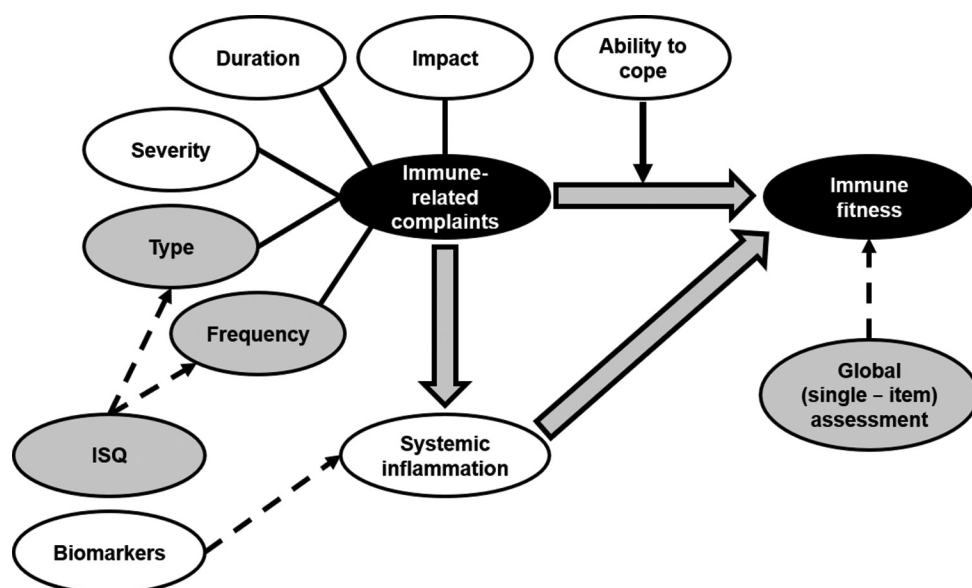 Duration
Impact
Ability to
cope
Severity
Immune-
related
complaints
Immune
fitness
Type
Frequency
Global
(single – item)
assessment
ISQ
Systemic
inflammation
Biomarkers